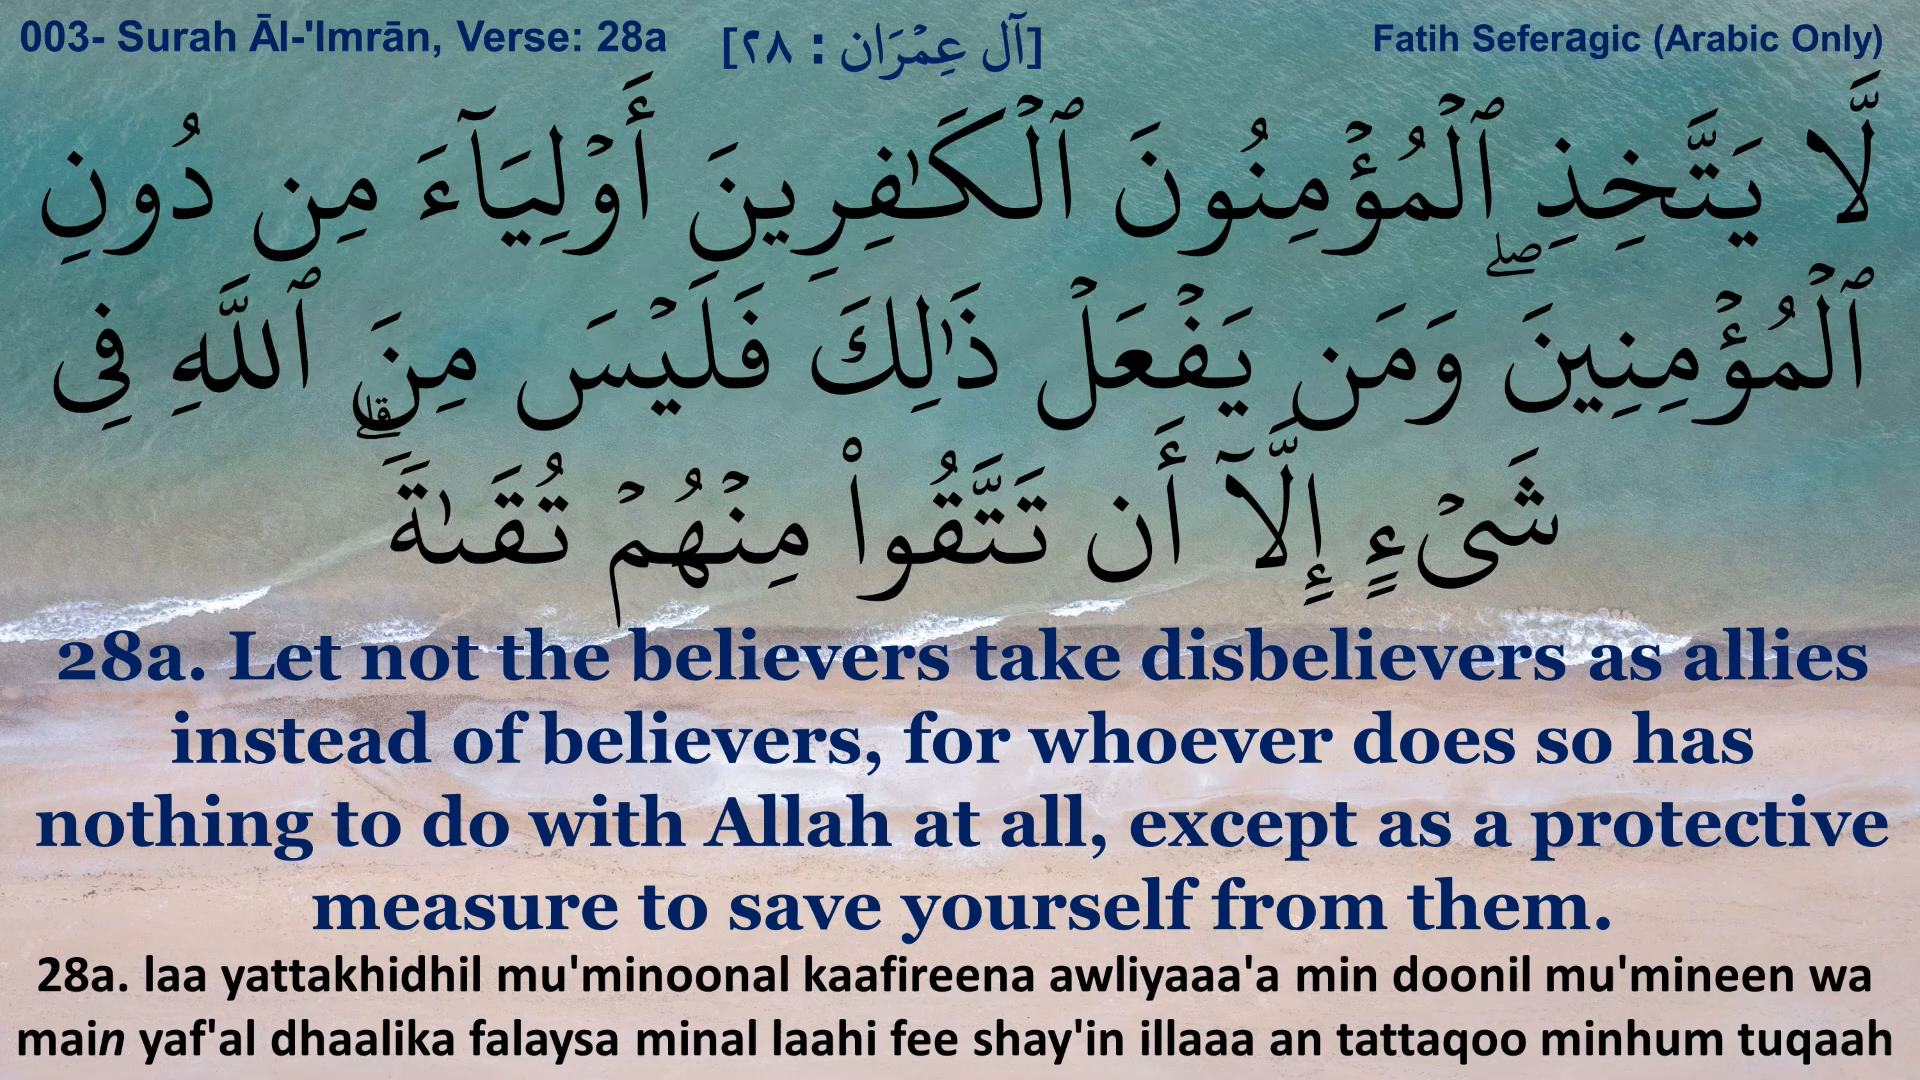 003- Surah Āl-'Imrān, Verse: 28a [آل عِمْرَان : ٢٨] Fatih Seferagic (Arabic Only)
لَّا يَتَّخِذِ ٱلْمُؤْمِنُونَ ٱلْكَـٰفِرِينَ أَوْلِيَآءَ مِن دُونِ
ٱلْمُؤْمِنِينَ ۖ وَمَن يَفْعَلْ ذَٰلِكَ فَلَيْسَ مِنَ ٱللَّهِ فِى
شَىْءٍ إِلَّآ أَن تَتَّقُوا۟ مِنْهُمْ تُقَىٰةً ۗ
28a. Let not the believers take disbelievers as allies
instead of believers, for whoever does so has
nothing to do with Allah at all, except as a protective
measure to save yourself from them.
28a. laa yattakhidhil mu'minoonal kaafireena awliyaaa'a min doonil mu'mineen wa
main yaf'al dhaalika falaysa minal laahi fee shay'in illaaa an tattaqoo minhum tuqaah